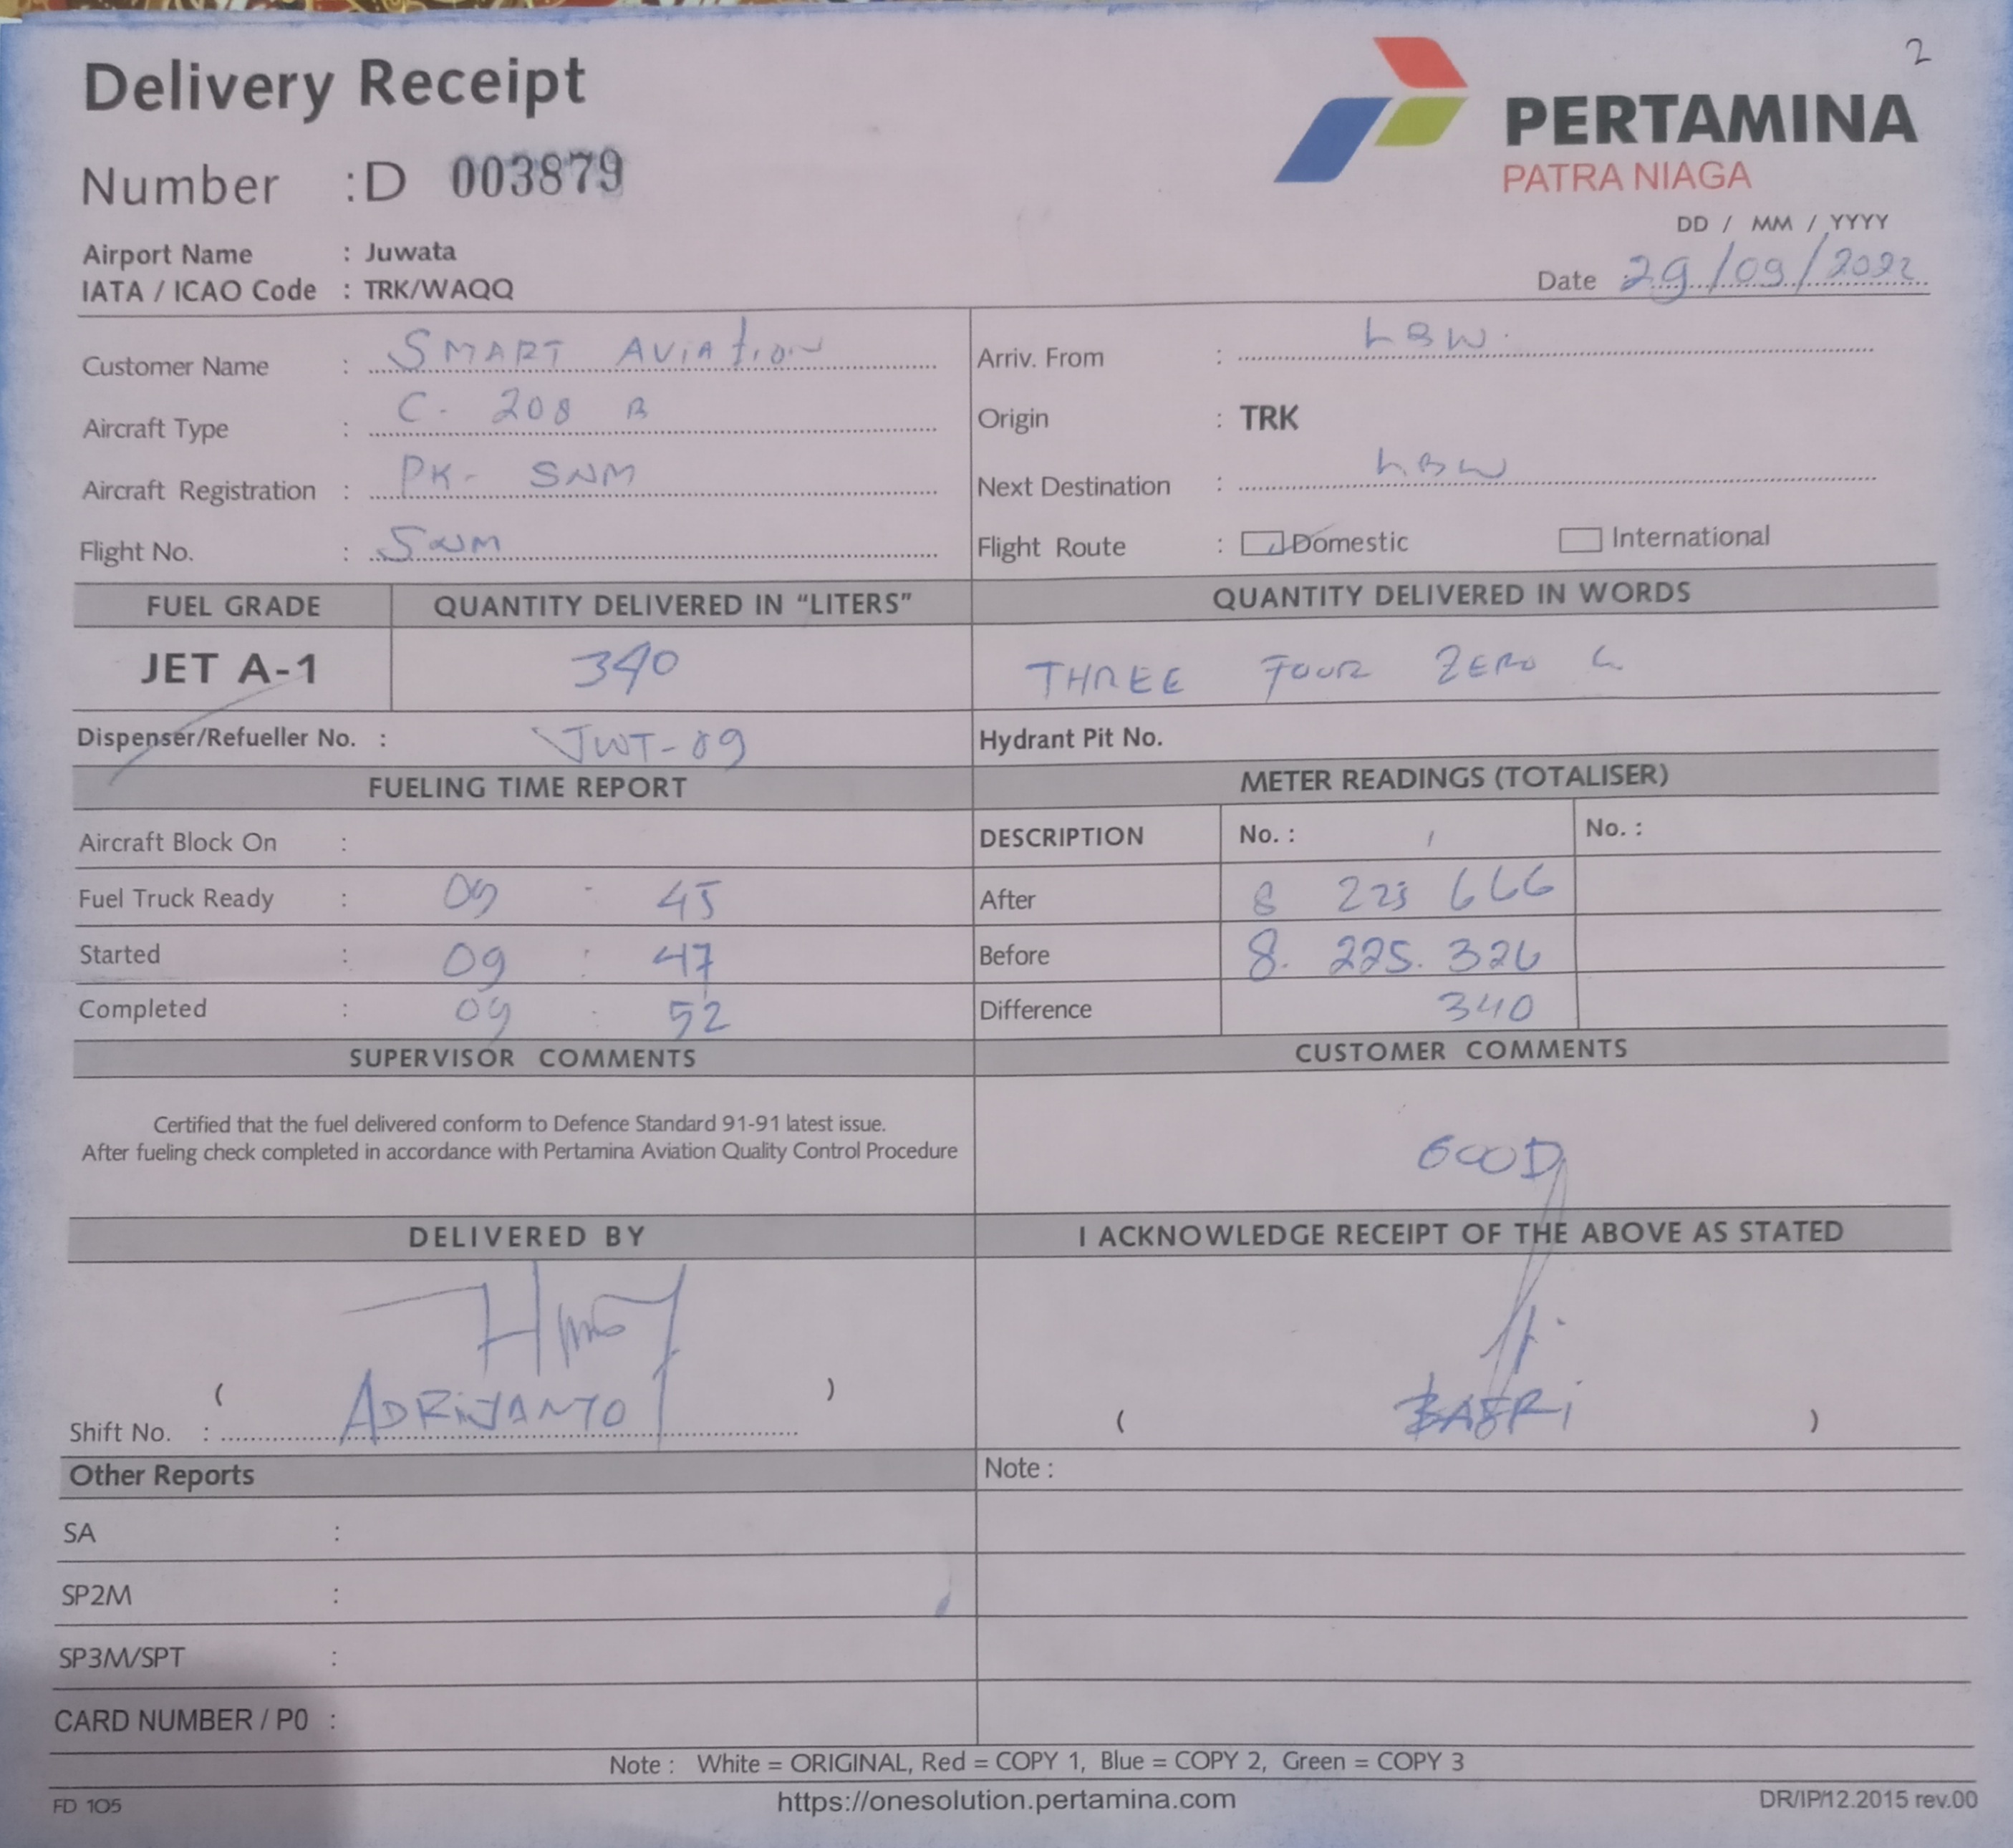 2
Delivery Receipt
PERTAMINA
PATRA NIAGA
Number : D 003879
DD / MM / YYYY
Airport Name : Juwata
Date 29/09/2022
IATA / ICAO Code : TRK/WAQQ
Customer Name : SMART AViAtion
Arriv. From : LBW.
Aircraft Type : C. 208 B
Origin : TRK
Aircraft Registration : PK- SNM
Next Destination : LBW
Flight No. : SNM
Flight Route : Domestic International
FUEL GRADE QUANTITY DELIVERED IN “LITERS” QUANTITY DELIVERED IN WORDS
JET A-1 340 THREE FOUR ZERO L
Dispenser/Refueller No. : JWT-09 Hydrant Pit No.
FUELING TIME REPORT METER READINGS (TOTALISER)
Aircraft Block On : DESCRIPTION No. : 1 No. :
Fuel Truck Ready : 09 : 45 After 8 225 666
Started : 09 : 47 Before 8. 225. 326
Completed : 09 : 52 Difference 340
SUPERVISOR COMMENTS CUSTOMER COMMENTS
Certified that the fuel delivered conform to Defence Standard 91-91 latest issue.
After fueling check completed in accordance with Pertamina Aviation Quality Control Procedure
GOOD
DELIVERED BY I ACKNOWLEDGE RECEIPT OF THE ABOVE AS STATED
( ADRiYANTO )
Shift No. :
( )
Other Reports Note :
SA :
SP2M :
SP3M/SPT :
CARD NUMBER / P0 :
Note : White = ORIGINAL, Red = COPY 1, Blue = COPY 2, Green = COPY 3
FD 105 https://onesolution.pertamina.com DR/IP/12.2015 rev.00